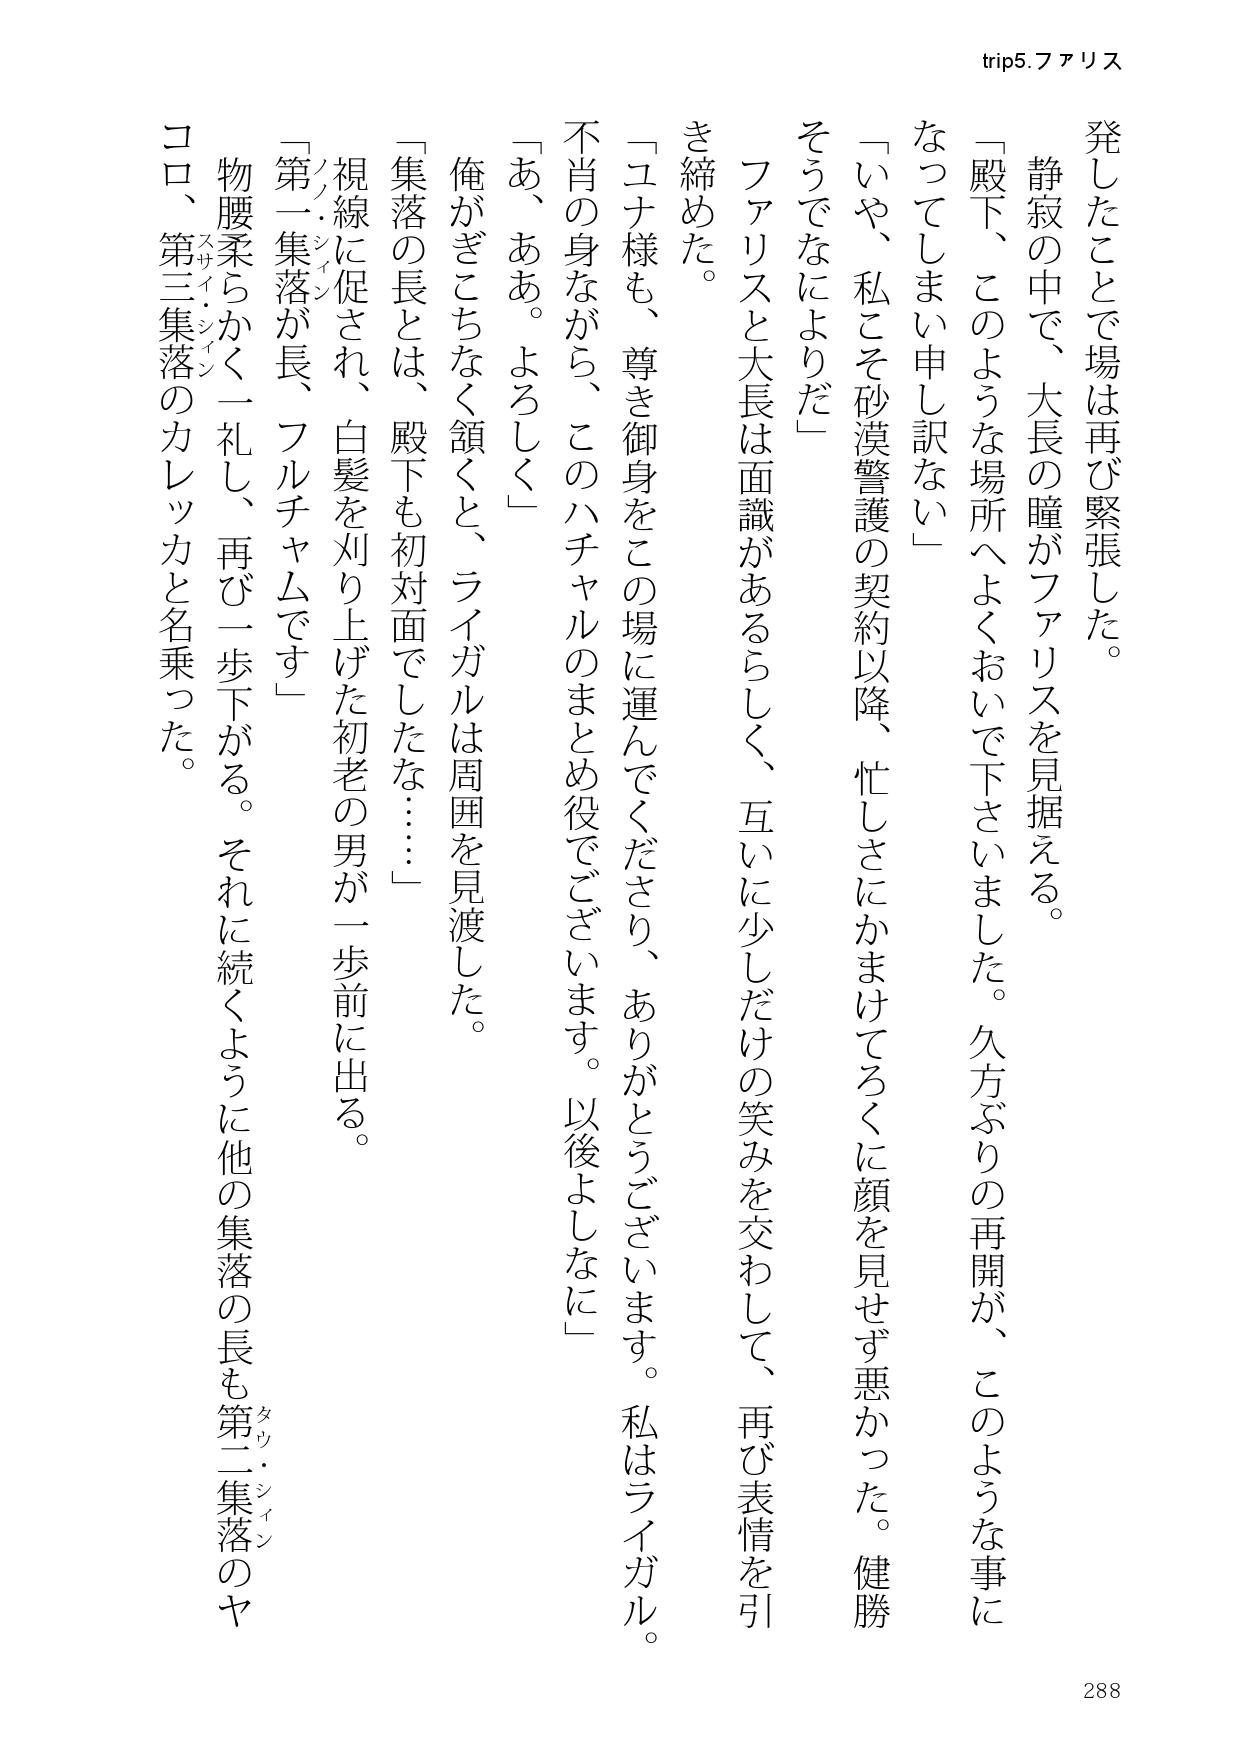 trip5.ファリス
発したことで場は再び緊張した。
　静寂の中で、大長の瞳がファリスを見据える。
「殿下、このような場所へよくおいで下さいました。久方ぶりの再開が、このような事に
なってしまい申し訳ない」
「いや、私こそ砂漠警護の契約以降、忙しさにかまけてろくに顔を見せず悪かった。健勝
そうでなによりだ」
　ファリスと大長は面識があるらしく、互いに少しだけの笑みを交わして、再び表情を引
き締めた。
「ユナ様も、尊き御身をこの場に運んでくださり、ありがとうございます。私はライガル。
不肖の身ながら、このハチャルのまとめ役でございます。以後よしなに」
「あ、ああ。よろしく」
　俺がぎこちなく頷くと、ライガルは周囲を見渡した。
「集落の長とは、殿下も初対面でしたな……」
　視線に促され、白髪を刈り上げた初老の男が一歩前に出る。
ノノ・シィン
「第一集落が長、フルチャムです」
タウ・シィン
　物腰柔らかく一礼し、再び一歩下がる。それに続くように他の集落の長も第二集落のヤ
スサイ・シィン
コロ、第三集落のカレッカと名乗った。
288